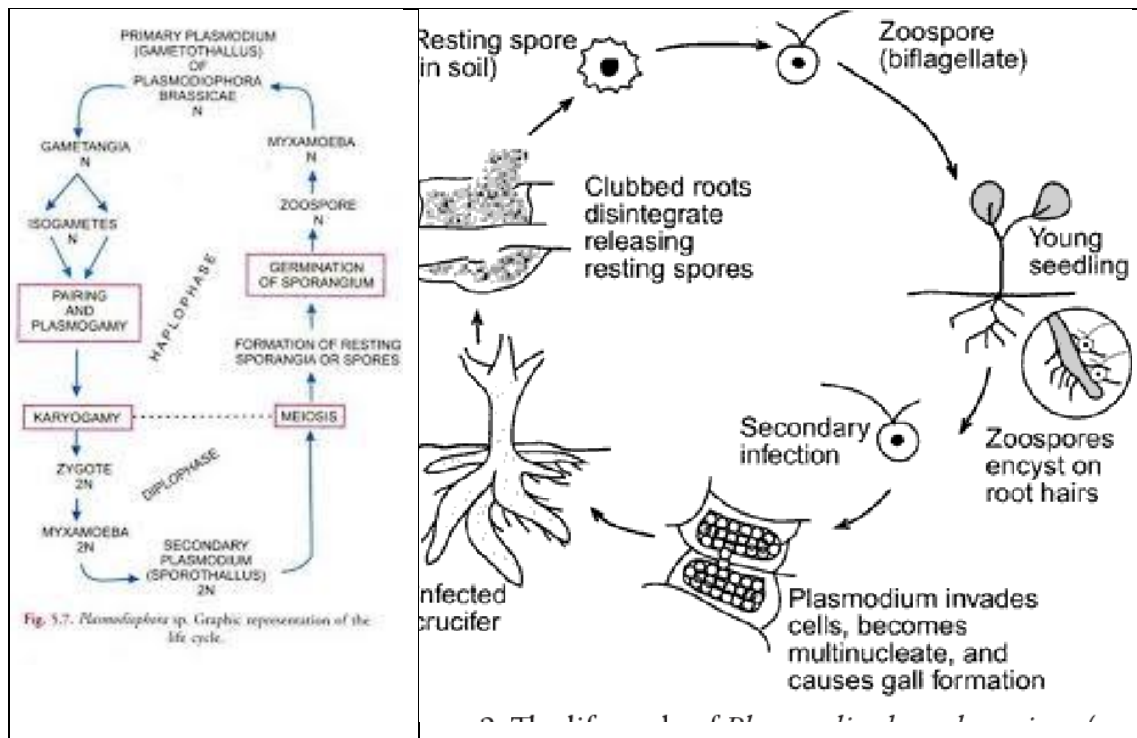 PRIMARY PLASMODIUM
(GAMETOTHALLUS)
OF
PLASMODIOPHORA
BRASSICAE
N
GAMETANGIA
N
ISOGAMETES
N
PAIRING
AND
PLASMOGAMY
KARYOGAMY
ZYGOTE
2N
MYXAMOEBA
2N
SECONDARY
PLASMODIUM
(SPOROTHALLUS)
2N
MEIOSIS
FORMATION OF RESTING
SPORANGIA OR SPORES
GERMINATION
OF SPORANGIUM
ZOOSPORE
N
MYXAMOEBA
N
HAPLOPHASE
DIPLOPHASE
Fig. 5.7. Plasmodiophora sp. Graphic representation of the
life cycle.
Resting spore
(in soil)
Zoospore
(biflagellate)
Young
seedling
Zoospores
encyst on
root hairs
Secondary
infection
Plasmodium invades
cells, becomes
multinucleate, and
causes gall formation
nfected
crucifer
Clubbed roots
disintegrate
releasing
resting spores